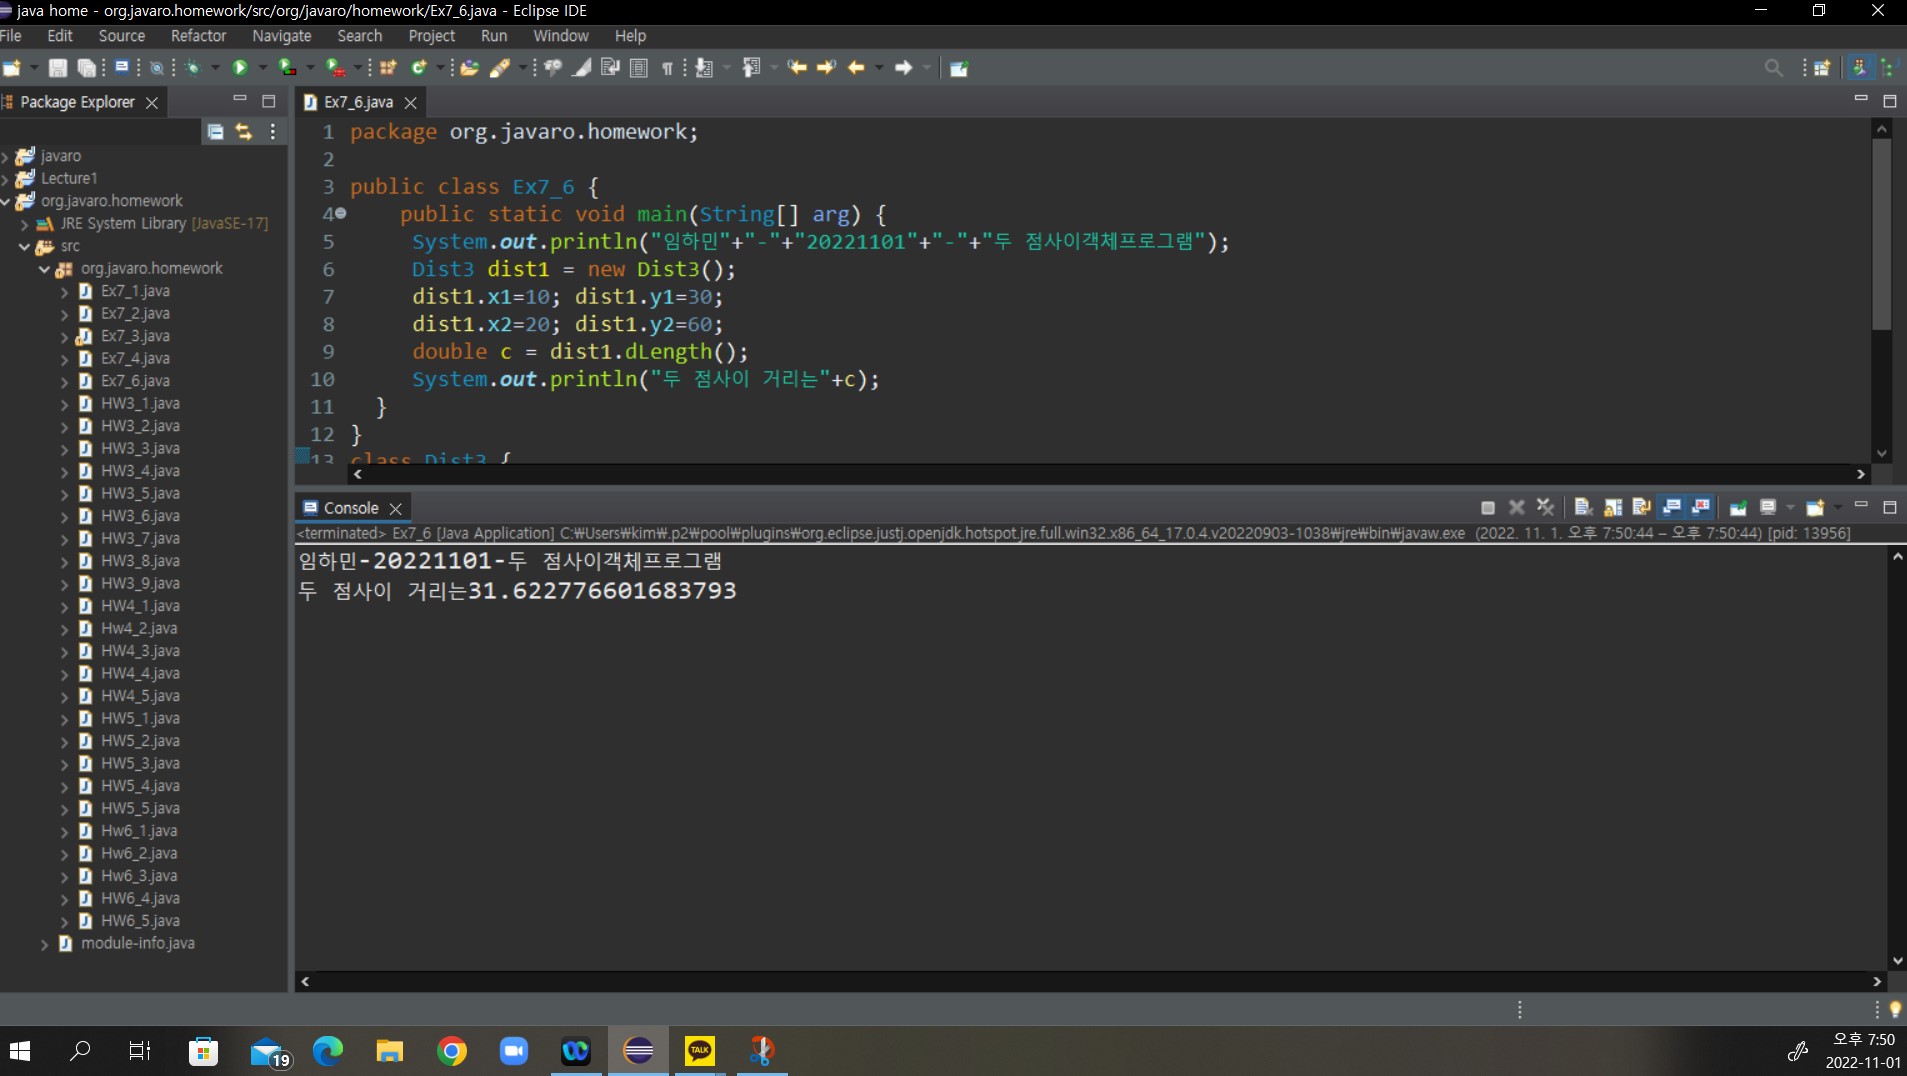 java home - org.javaro.homework/src/org/javaro/homework/Ex7_6.java - Eclipse IDE
File Edit Source Refactor Navigate Search Project Run Window Help
Package Explorer
Ex7_6.java
javaro
Lecture1
org.javaro.homework
JRE System Library [JavaSE-17]
src
org.javaro.homework
Ex7_1.java
Ex7_2.java
Ex7_3.java
Ex7_4.java
Ex7_6.java
HW3_1.java
HW3_2.java
HW3_3.java
HW3_4.java
HW3_5.java
HW3_6.java
HW3_7.java
HW3_8.java
HW3_9.java
HW4_1.java
Hw4_2.java
HW4_3.java
HW4_4.java
HW4_5.java
HW5_1.java
HW5_2.java
HW5_3.java
HW5_4.java
HW5_5.java
Hw6_1.java
Hw6_2.java
Hw6_3.java
HW6_4.java
HW6_5.java
module-info.java
1 package org.javaro.homework;
2
3 public class Ex7_6 {
4 public static void main(String[] arg) {
5 System.out.println("임하민"+"-"+"20221101"+"-"+"두 점사이객체프로그램");
6 Dist3 dist1 = new Dist3();
7 dist1.x1=10; dist1.y1=30;
8 dist1.x2=20; dist1.y2=60;
9 double c = dist1.dLength();
10 System.out.println("두 점사이 거리는"+c);
11 }
12 }
13 class Dist3 {
Console
<terminated> Ex7_6 [Java Application] C:₩Users₩kim₩.p2₩pool₩plugins₩org.eclipse.justj.openjdk.hotspot.jre.full.win32.x86_64_17.0.4.v20220903-1038₩jre₩bin₩javaw.exe (2022. 11. 1. 오후 7:50:44 – 오후 7:50:44) [pid: 13956]
임하민-20221101-두 점사이객체프로그램
두 점사이 거리는31.622776601683793
19
TALK
오후 7:50
2022-11-01